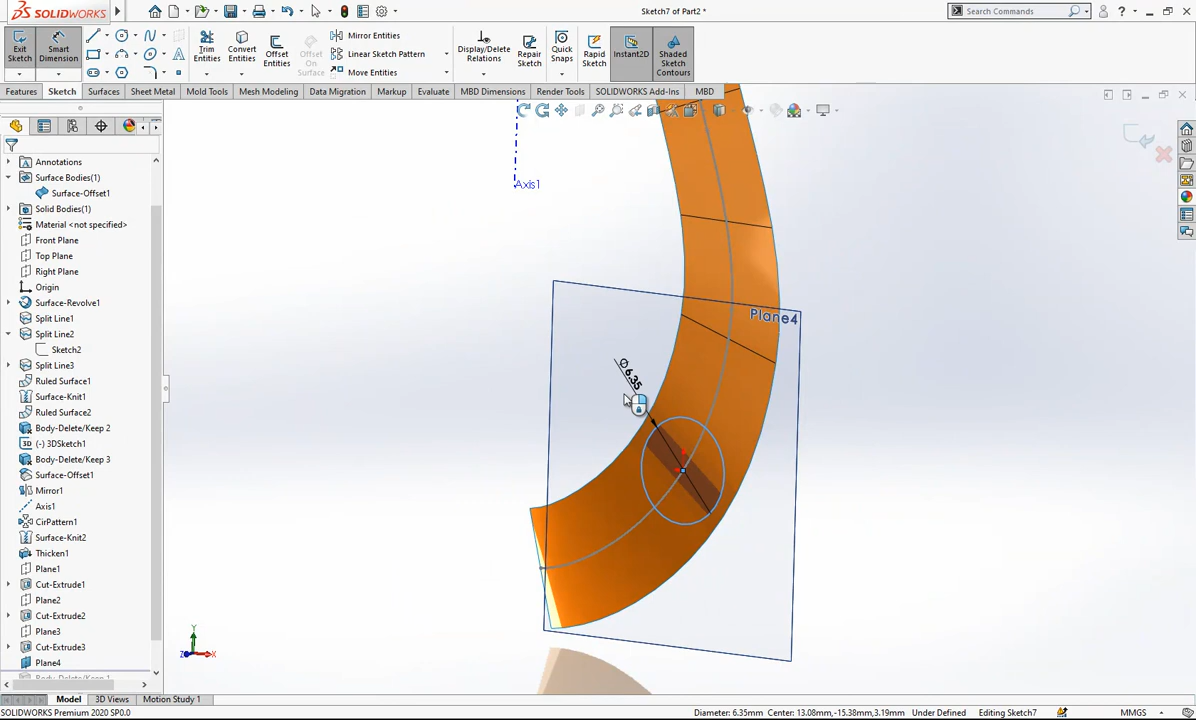 SOLIDWORKS
Sketch7 of Part2 *
Search Commands
?
Exit Sketch
Smart Dimension
Trim Entities
Convert Entities
Offset Entities
Offset On Surface
Mirror Entities
Linear Sketch Pattern
Move Entities
Display/Delete Relations
Repair Sketch
Quick Snaps
Rapid Sketch
Instant2D
Shaded Sketch Contours
Features
Sketch
Surfaces
Sheet Metal
Mold Tools
Mesh Modeling
Data Migration
Markup
Evaluate
MBD Dimensions
Render Tools
SOLIDWORKS Add-Ins
MBD
Annotations
Surface Bodies(1)
Surface-Offset1
Solid Bodies(1)
Material <not specified>
Front Plane
Top Plane
Right Plane
Origin
Surface-Revolve1
Split Line1
Split Line2
Sketch2
Split Line3
Ruled Surface1
Surface-Knit1
Ruled Surface2
Body-Delete/Keep 2
(-) 3DSketch1
Body-Delete/Keep 3
Surface-Offset1
Mirror1
Axis1
CirPattern1
Surface-Knit2
Thicken1
Plane1
Cut-Extrude1
Plane2
Cut-Extrude2
Plane3
Cut-Extrude3
Plane4
Body-Delete/Keep 1
Axis1
Plane4
Ø6.35
Y
Z
X
Model
3D Views
Motion Study 1
SOLIDWORKS Premium 2020 SP0.0
Diameter: 6.35mm
Center: 13.08mm,-15.38mm,3.19mm
Under Defined
Editing Sketch7
MMGS